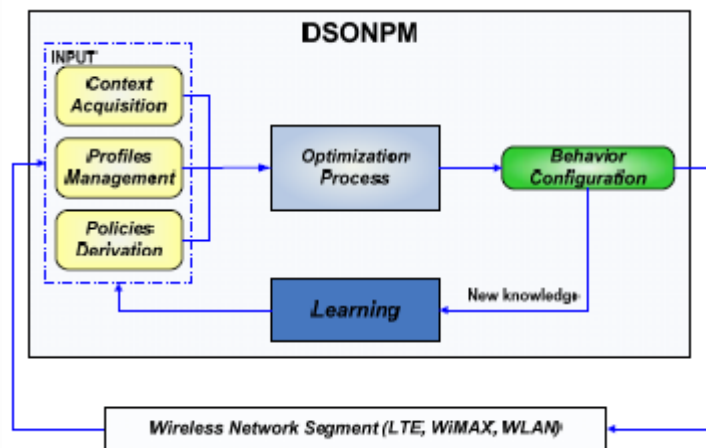 DSONPM
INPUT
Context
Acquisition
Profiles
Management
Policies
Derivation
Optimization
Process
Behavior
Configuration
Learning
New knowledge
Wireless Network Segment (LTE, WiMAX, WLAN)